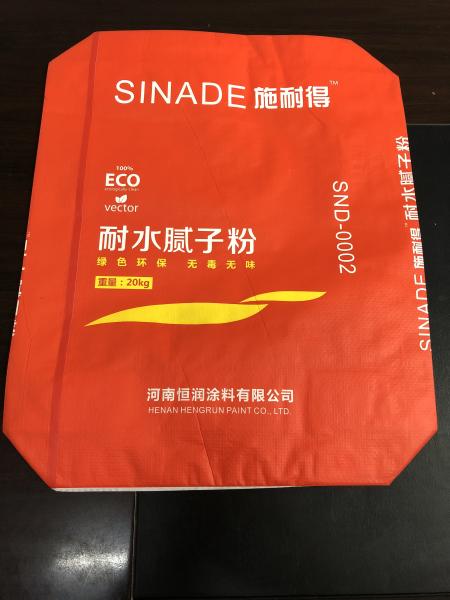 SINADE 施耐得™
100%
ECO
ecologically clean
vector
耐水腻子粉
绿色环保 无毒无味
重量：20kg
SND-0002
河南恒润涂料有限公司
HENAN HENGRUN PAINT CO., LTD.
SINADE 施耐得 耐水腻子粉